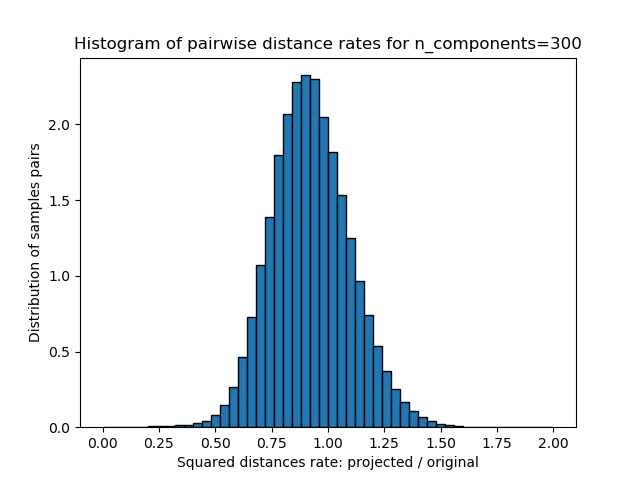 Histogram of pairwise distance rates for n_components=300
Distribution of samples pairs
2.0
1.5
1.0
0.5
0.0
0.00 0.25 0.50 0.75 1.00 1.25 1.50 1.75 2.00
Squared distances rate: projected / original